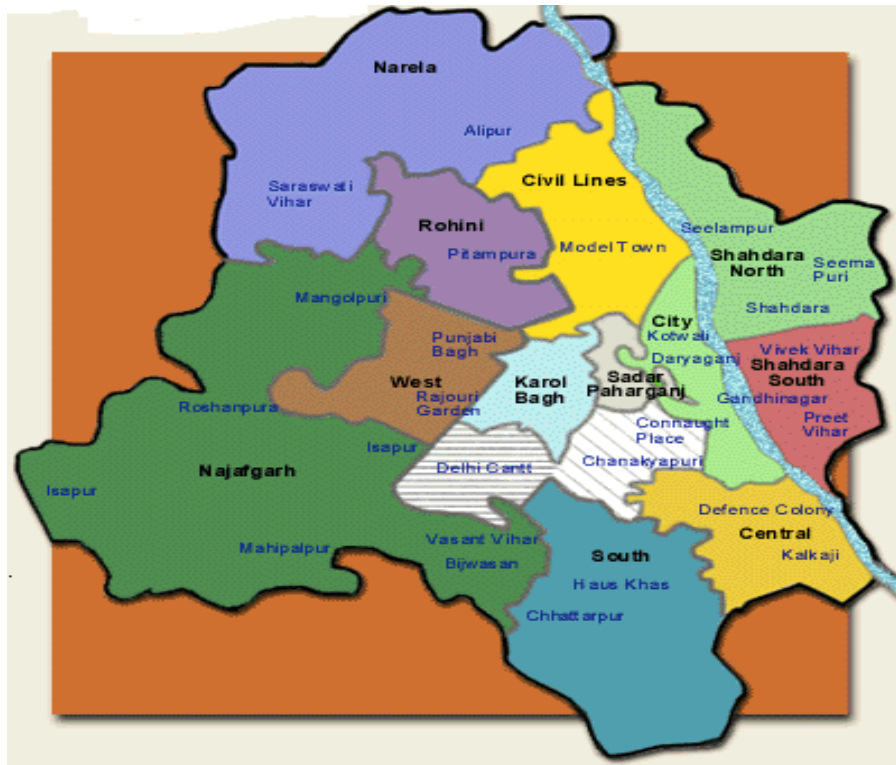 Narela
Alipur
Saraswati
Vihar
Civil Lines
Rohini
Pitampura
Model Town
Seelampur
Shahdara
North
Seema
Puri
Shahdara
Mangolpuri
City
Kotwali
Daryaganj
Punjabi
Bagh
West
Rajouri
Garden
Karol
Bagh
Sadar
Paharganj
Vivek Vihar
Shahdara
South
Gandhinagar
Preet
Vihar
Roshanpura
Isapur
Connaught
Place
Chanakyapuri
Delhi Cantt
Najafgarh
Isapur
Mahipalpur
Vasant Vihar
Bijwasan
Defence Colony
Central
Kalkaji
South
Haus Khas
Chhattarpur